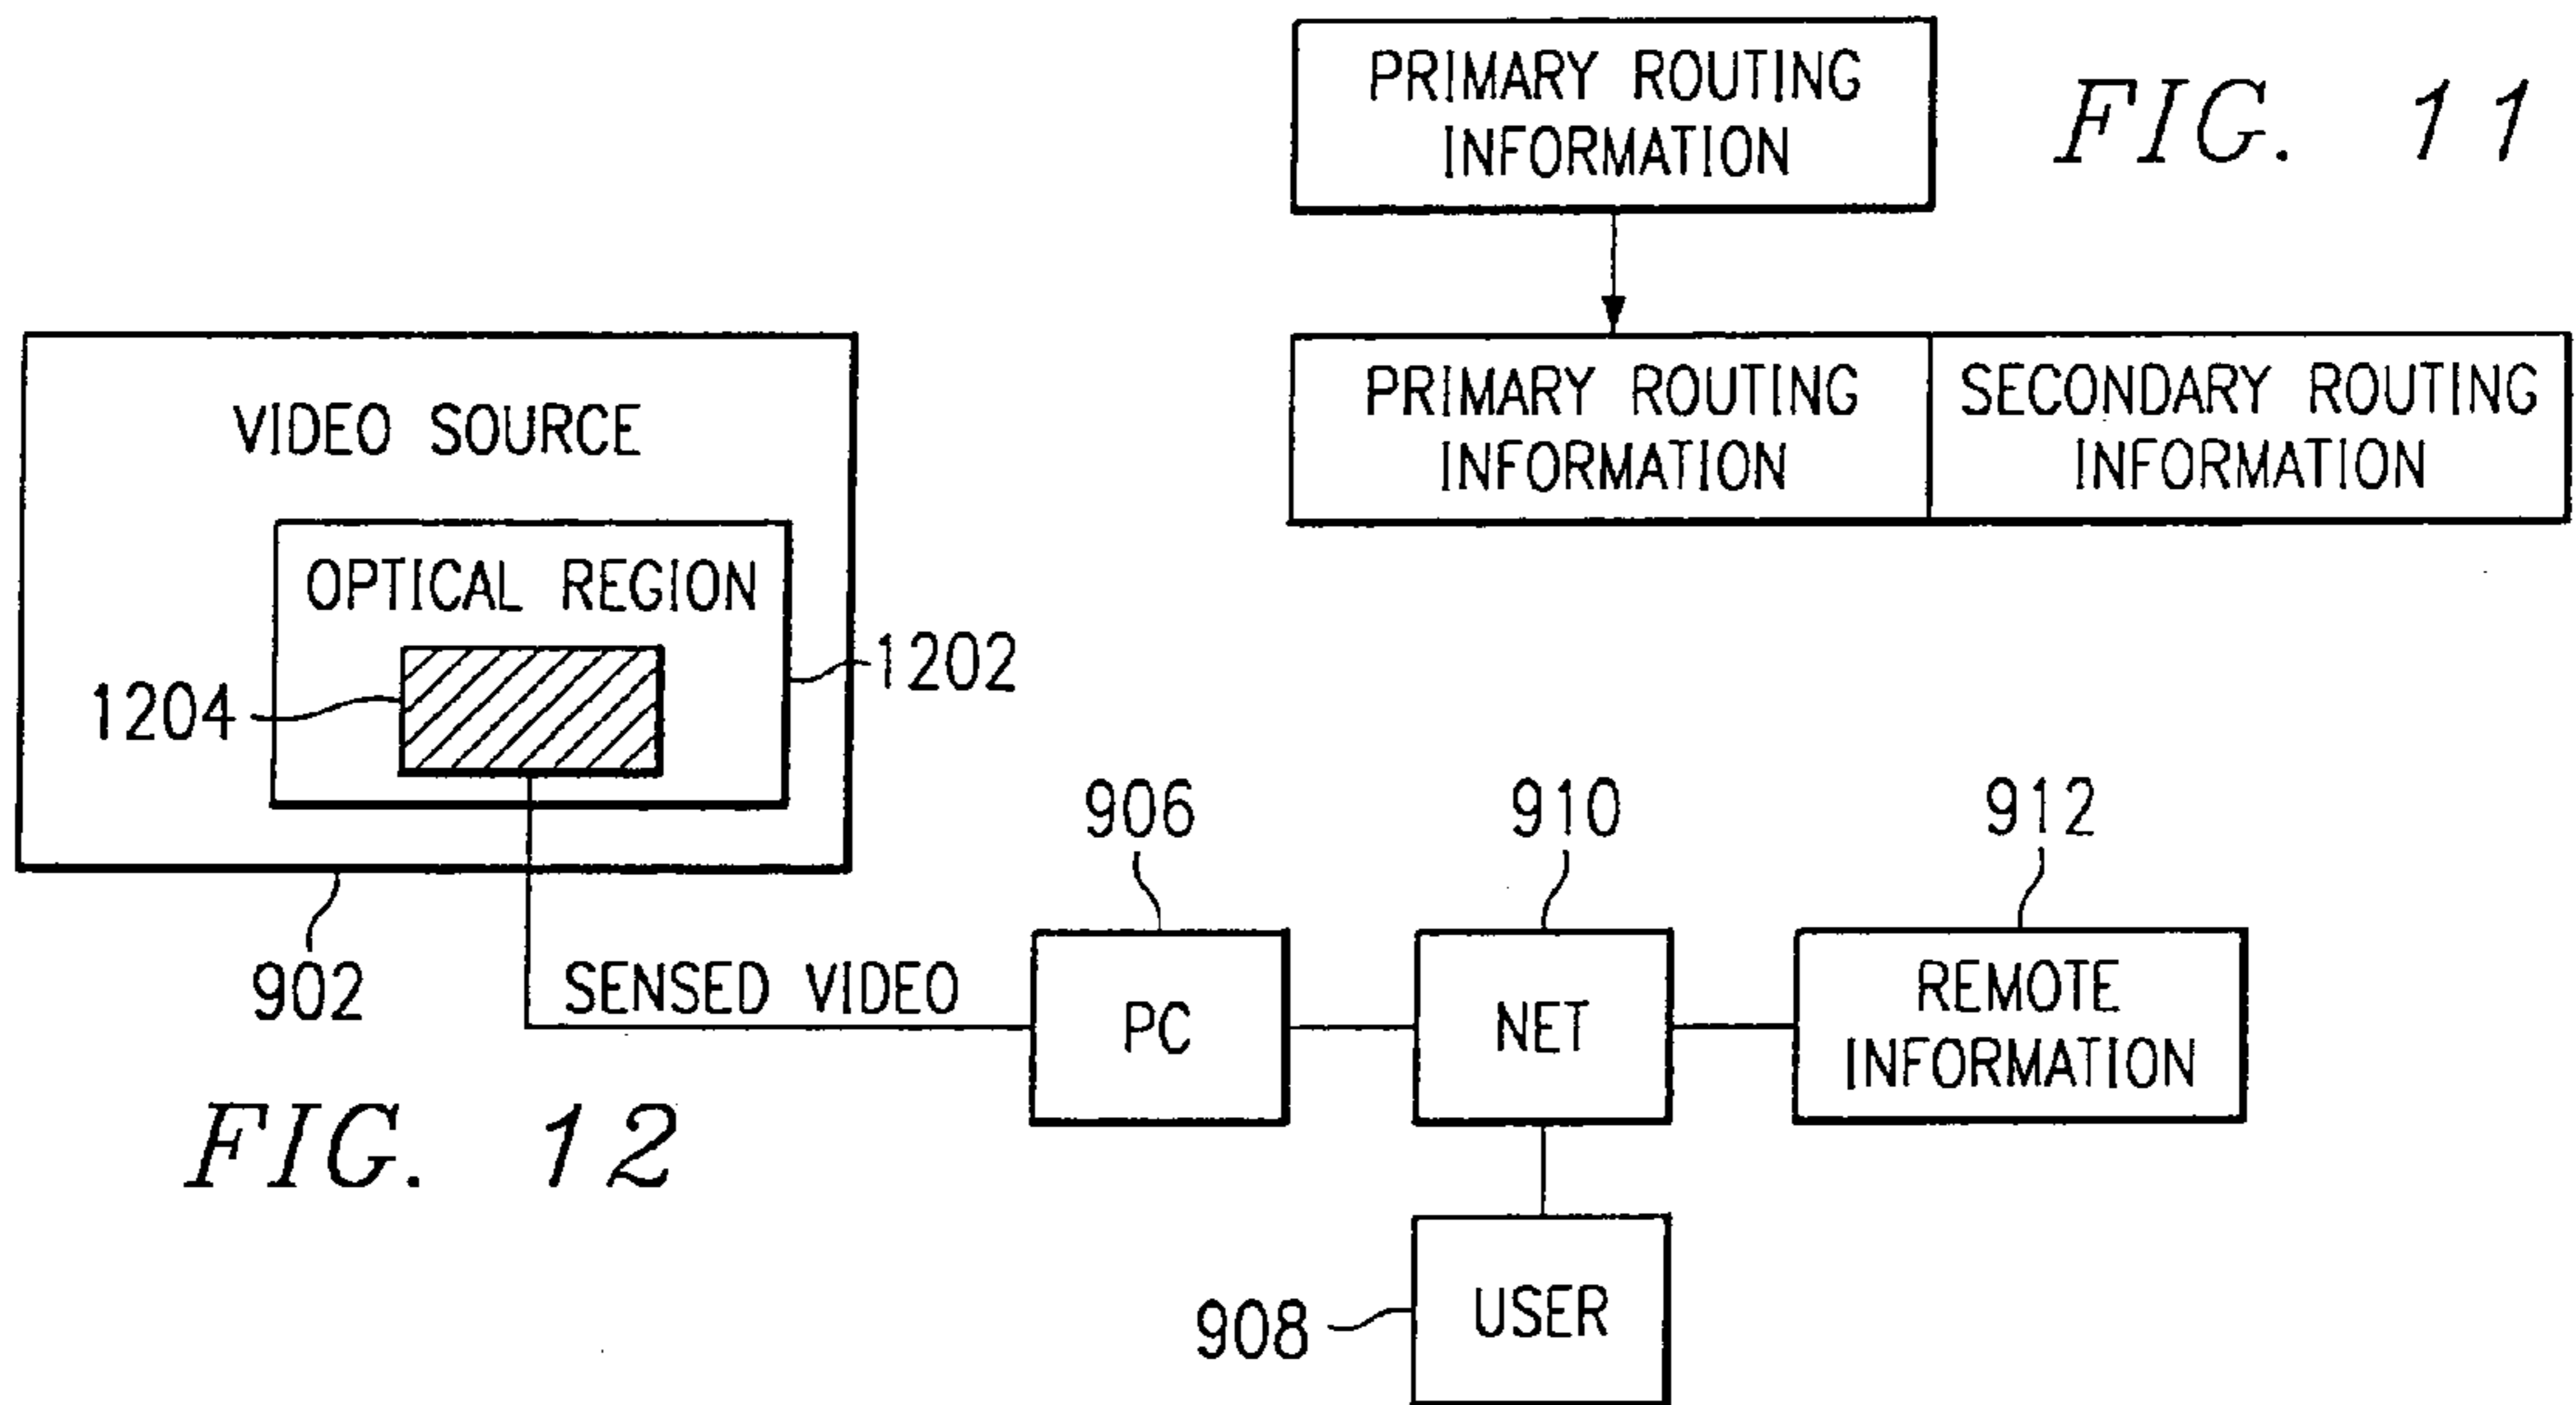 PRIMARY ROUTING
INFORMATION
FIG. 11
PRIMARY ROUTING
INFORMATION
SECONDARY ROUTING
INFORMATION
VIDEO SOURCE
OPTICAL REGION
1202
1204
902
SENSED VIDEO
906
PC
910
NET
912
REMOTE
INFORMATION
908
USER
FIG. 12